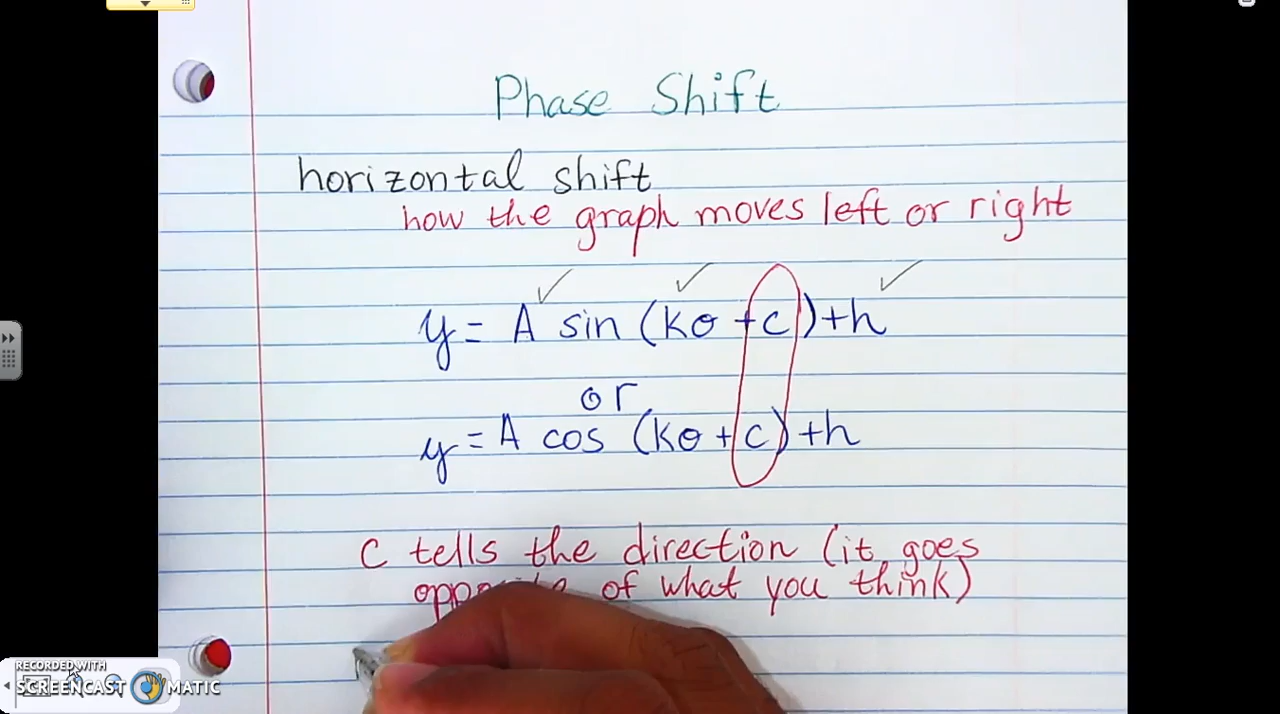 Phase Shift
horizontal shift
how the graph moves left or right
y = A sin (kθ + c) + h
or
y = A cos (kθ + c) + h
c tells the direction (it goes
of what you think)
RECORDED WITH
SCREENCAST MATIC